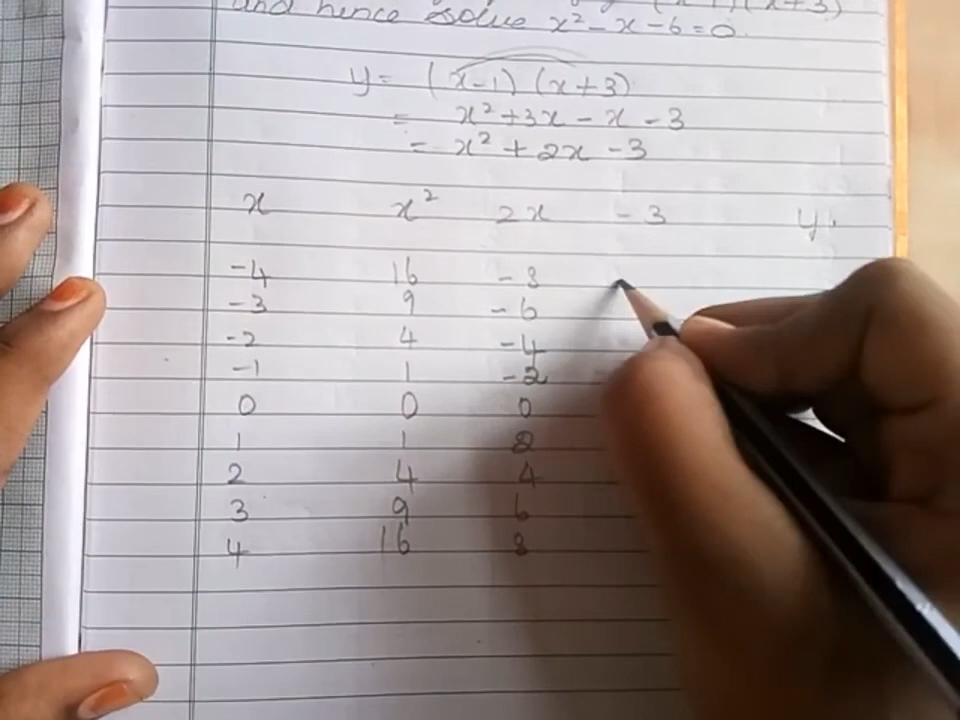 (x-1)(x+3)
and hence solve x² - x - 6 = 0.
y = (x-1) (x+3)
= x² + 3x - x - 3
= x² + 2x - 3
x x² 2x -3 y
-4 16 -8
-3 9 -6
-2 4 -4
-1 1 -2
0 0 0
1 1 2
2 4 4
3 9 6
4 16 8